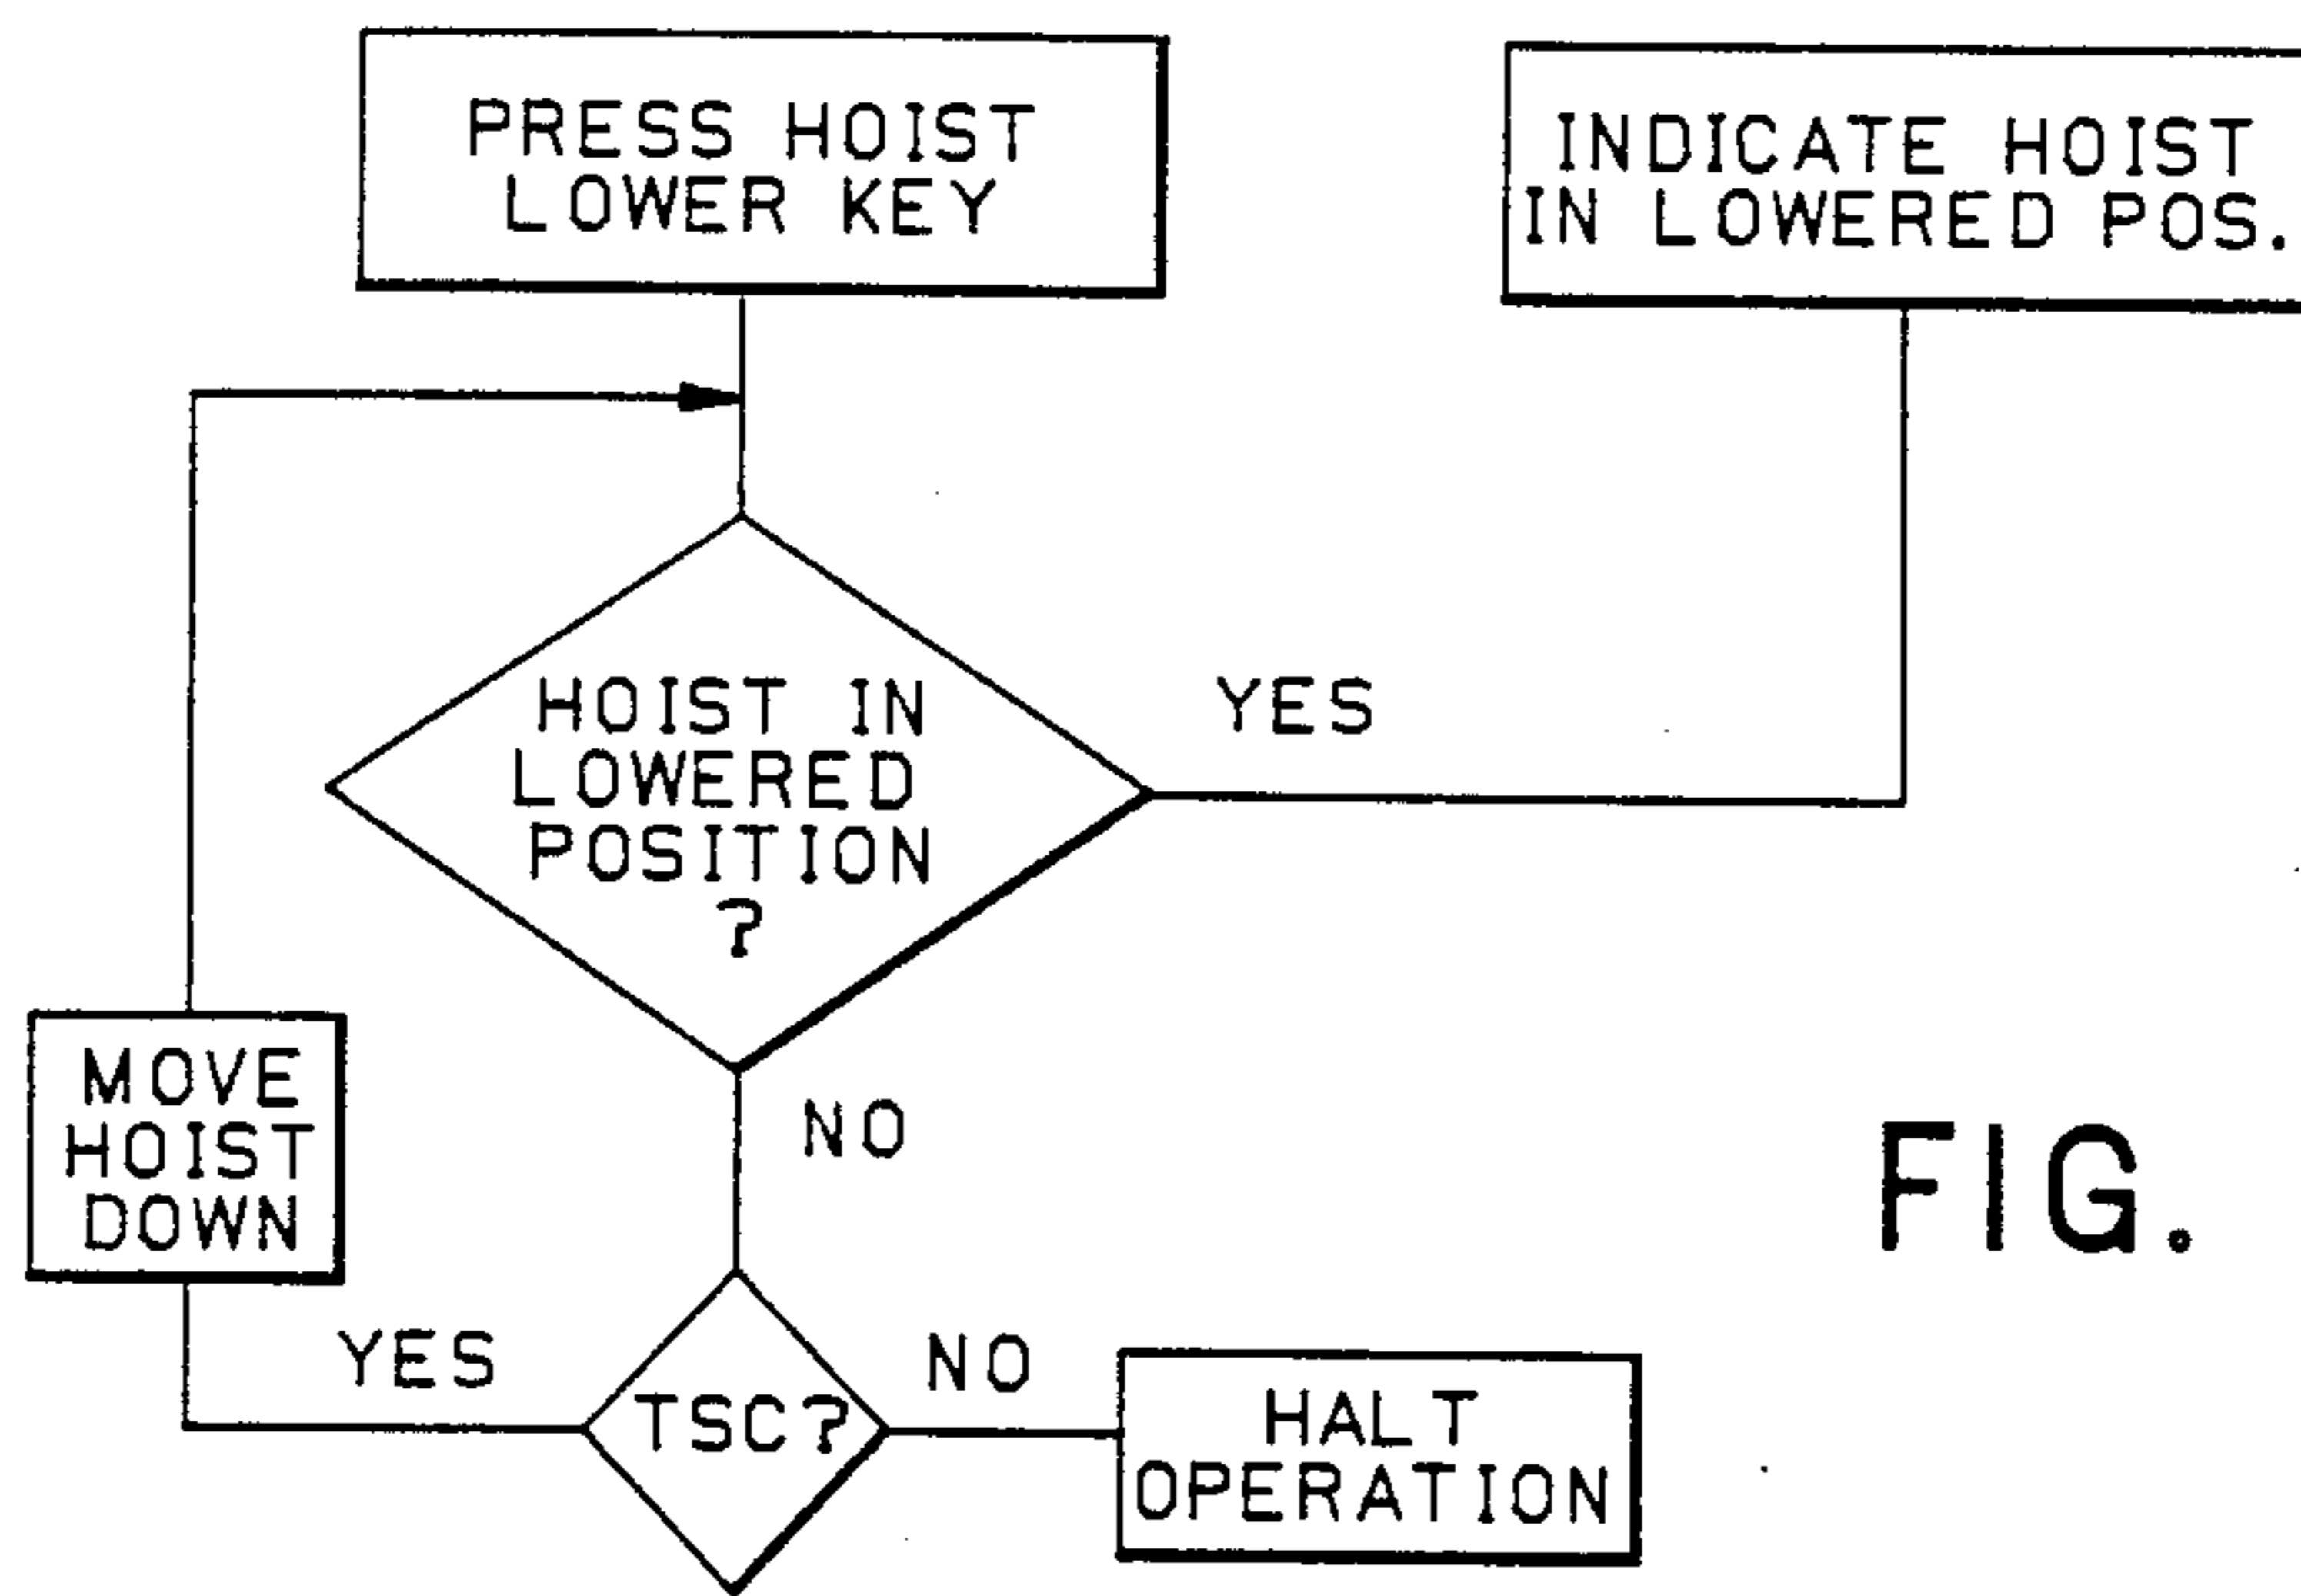 PRESS HOIST
LOWER KEY
INDICATE HOIST
IN LOWERED POS.
HOIST IN
LOWERED
POSITION
?
YES
NO
MOVE
HOIST
DOWN
YES
TSC?
NO
HALT
OPERATION
FIG.